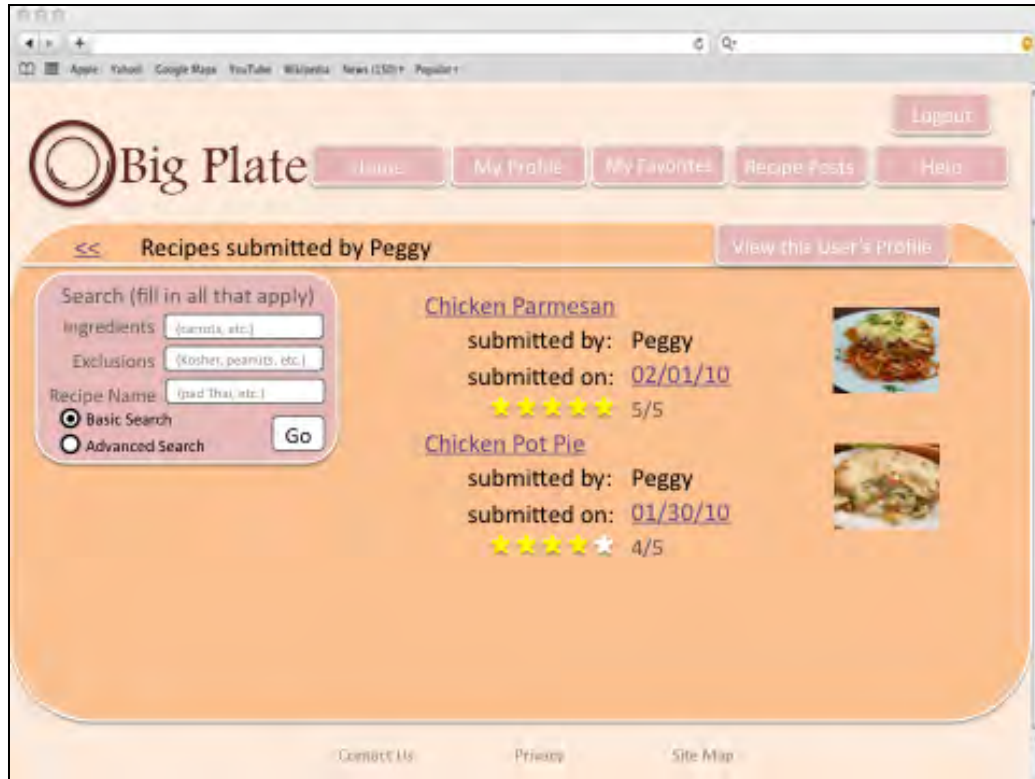 Apple Yahoo! Google Maps YouTube Wikipedia News (150) Popular
Logout
Big Plate
Home My Profile My Favorites Recipe Posts Help
<< Recipes submitted by Peggy View this User's Profile
Search (fill in all that apply)
Ingredients (carrots, etc.)
Exclusions (Kosher, peanuts, etc.)
Recipe Name (pad Thai, etc.)
Basic Search
Advanced Search
Go
Chicken Parmesan
submitted by: Peggy
submitted on: 02/01/10
5/5
Chicken Pot Pie
submitted by: Peggy
submitted on: 01/30/10
4/5
Contact Us Privacy Site Map